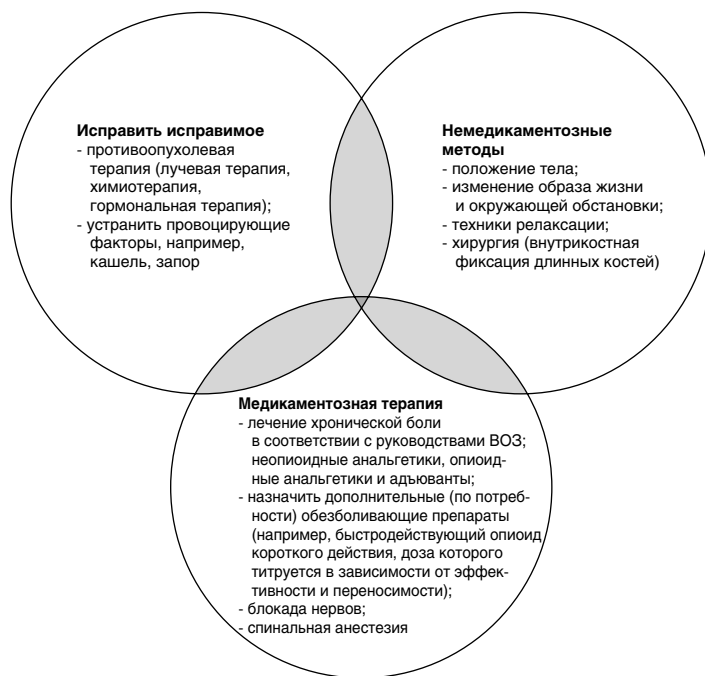 Исправить исправимое
- противоопухолевая
терапия (лучевая терапия,
химиотерапия,
гормональная терапия);
- устранить провоцирующие
факторы, например,
кашель, запор
Немедикаментозные
методы
- положение тела;
- изменение образа жизни
и окружающей обстановки;
- техники релаксации;
- хирургия (внутрикостная
фиксация длинных костей)
Медикаментозная терапия
- лечение хронической боли
в соответствии с руководствами ВОЗ;
неопиоидные анальгетики, опиоид-
ные анальгетики и адъюванты;
- назначить дополнительные (по потреб-
ности) обезболивающие препараты
(например, быстродействующий опиоид
короткого действия, доза которого
титруется в зависимости от эффек-
тивности и переносимости);
- блокада нервов;
- спинальная анестезия